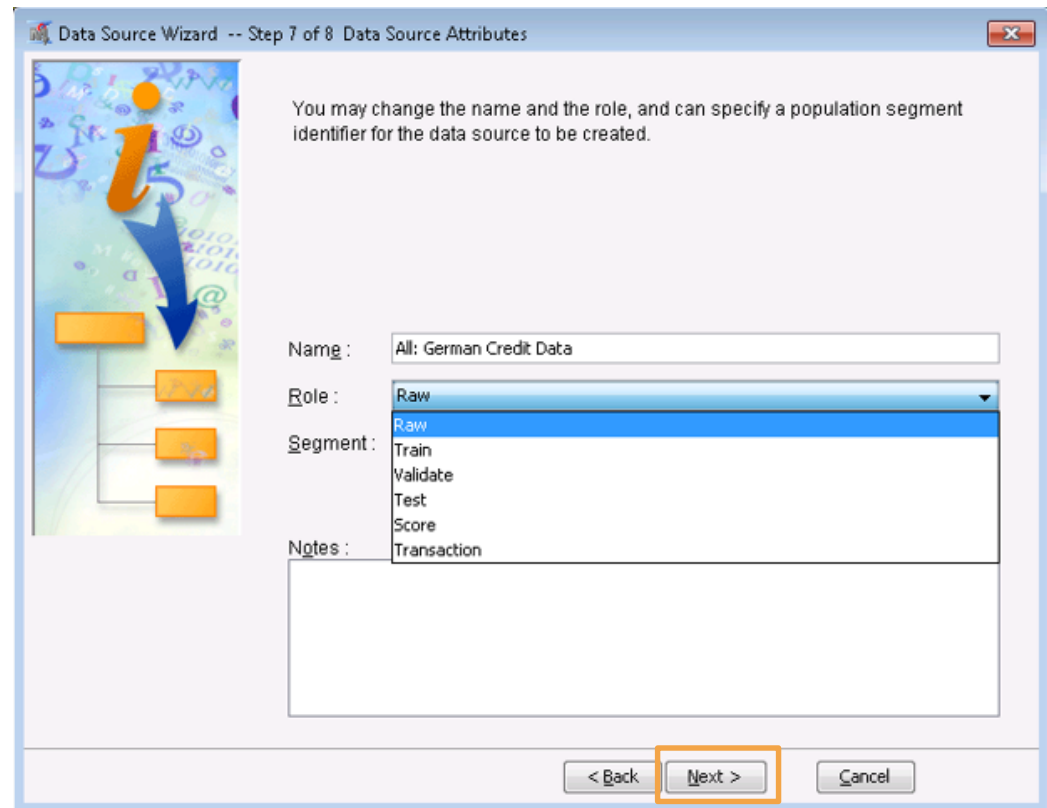 Data Source Wizard -- Step 7 of 8 Data Source Attributes
You may change the name and the role, and can specify a population segment
identifier for the data source to be created.
Name :
All: German Credit Data
Role :
Raw
Raw
Segment :
Train
Validate
Test
Score
Notes :
Transaction
< Back
Next >
Cancel